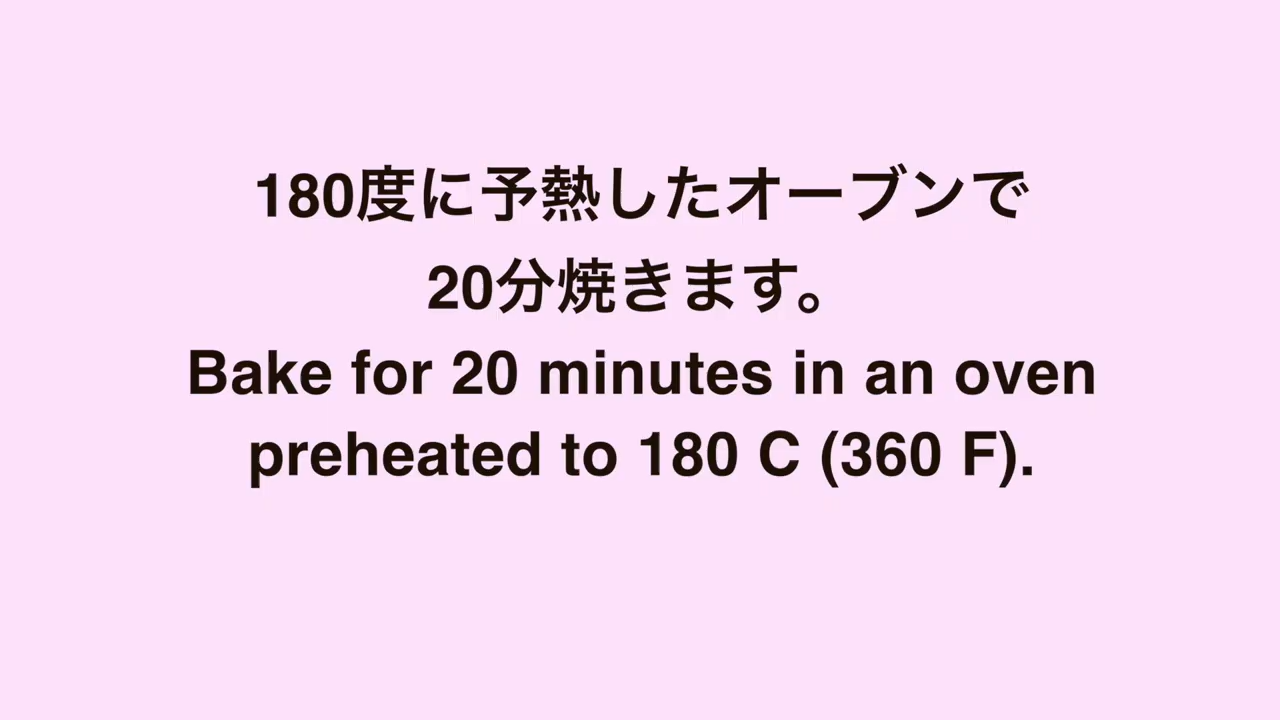 180度に予熱したオーブンで
20分焼きます。
Bake for 20 minutes in an oven
preheated to 180 C (360 F).